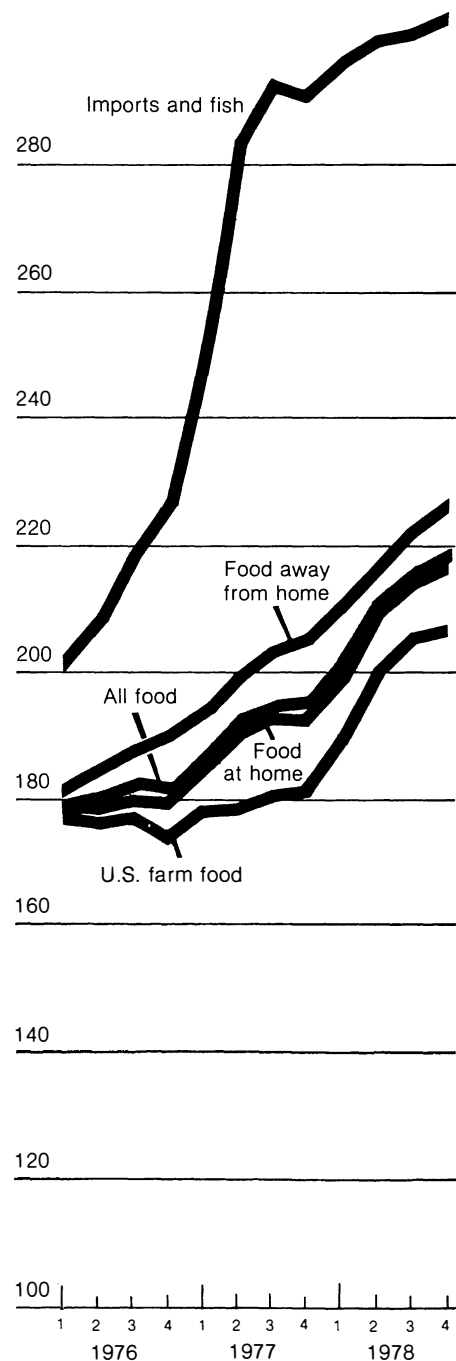 Imports and fish
280
260
240
220
Food away
from home
200
All food
Food
at home
180
U.S. farm food
160
140
120
100
1 2 3 4 1 2 3 4 1 2 3 4
1976 1977 1978